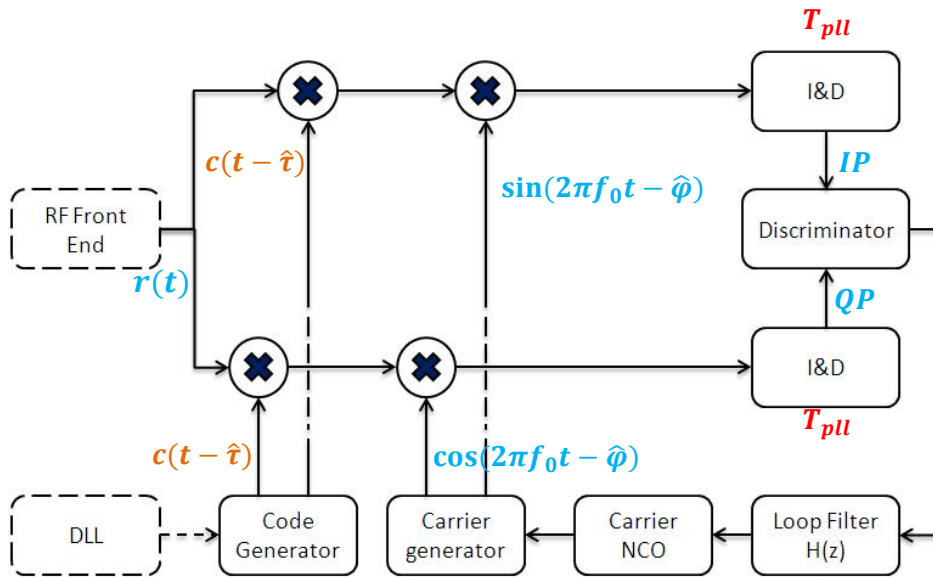 T_pll
I&D
c(t − τ̂)
IP
sin(2πf₀t − φ̂)
RF Front
End
Discriminator
r(t)
QP
I&D
T_pll
c(t − τ̂)
cos(2πf₀t − φ̂)
DLL
Code
Generator
Carrier
generator
Carrier
NCO
Loop Filter
H(z)